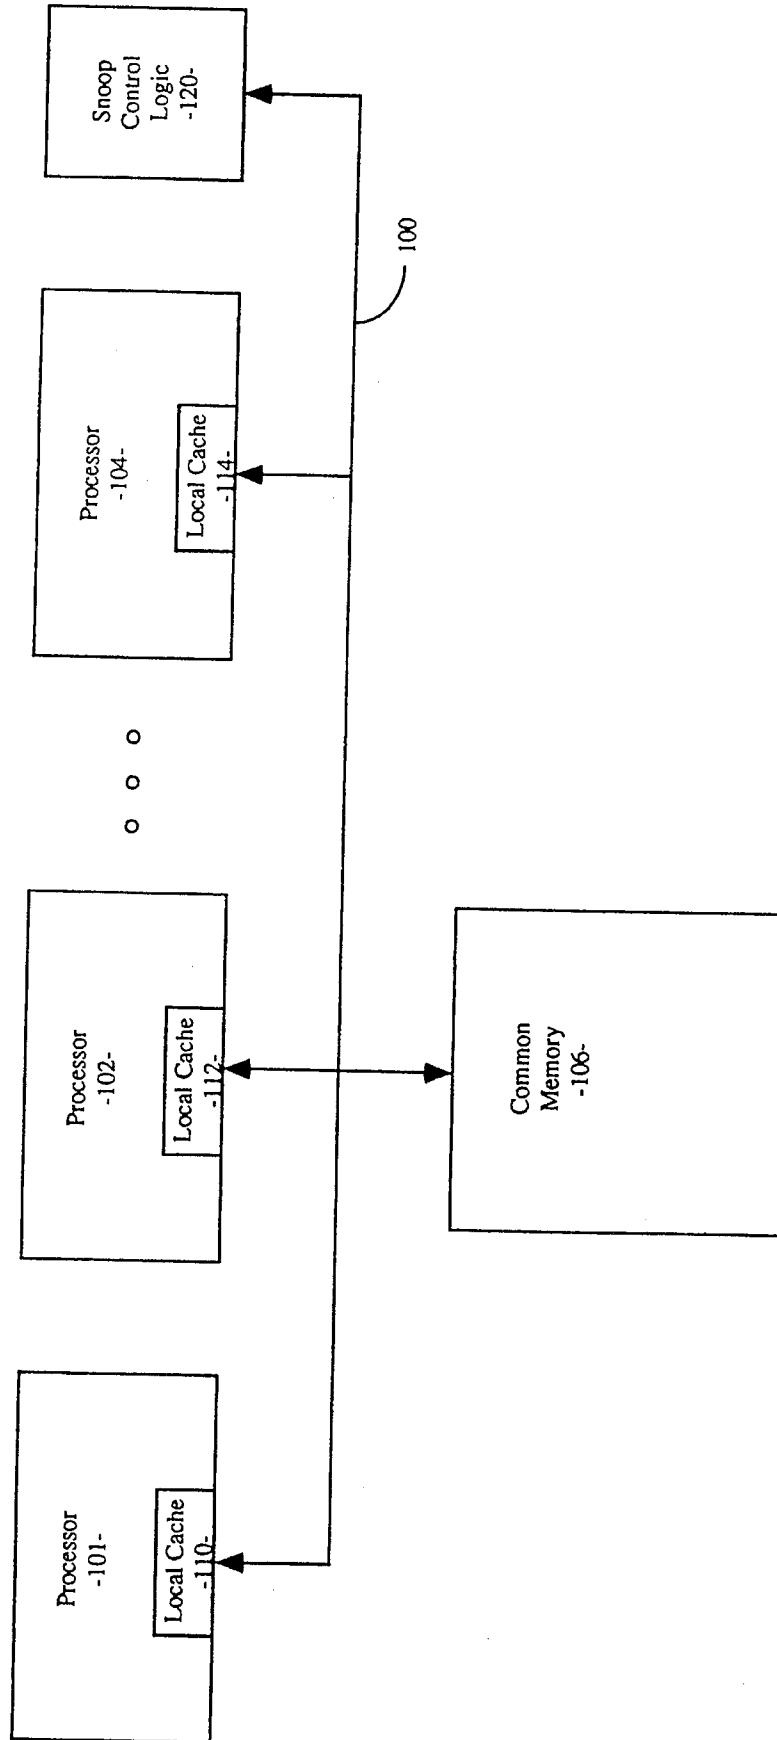 Processor
-101-
Local Cache
-110-
Processor
-102-
Local Cache
-112-
Processor
-104-
Local Cache
-114-
Snoop
Control
Logic
-120-
100
Common
Memory
-106-